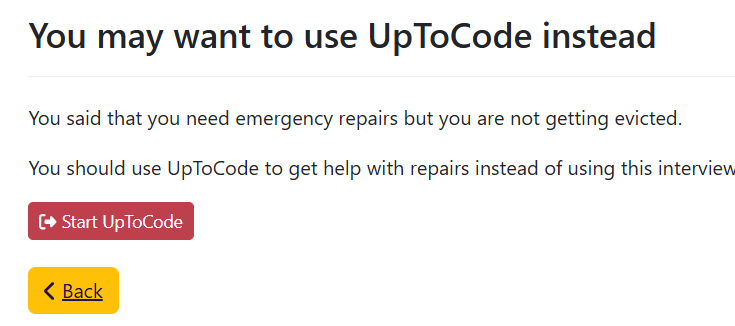 You may want to use UpToCode instead
You said that you need emergency repairs but you are not getting evicted.
You should use UpToCode to get help with repairs instead of using this interview
Start UpToCode
Back